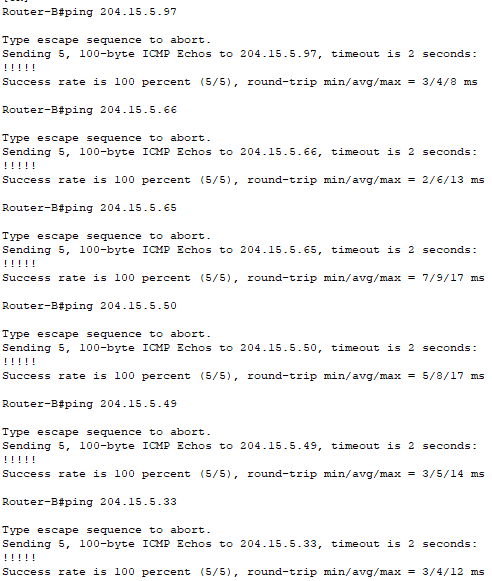 Router-B#ping 204.15.5.97
Type escape sequence to abort.
Sending 5, 100-byte ICMP Echos to 204.15.5.97, timeout is 2 seconds:
!!!!!
Success rate is 100 percent (5/5), round-trip min/avg/max = 3/4/8 ms
Router-B#ping 204.15.5.66
Type escape sequence to abort.
Sending 5, 100-byte ICMP Echos to 204.15.5.66, timeout is 2 seconds:
!!!!!
Success rate is 100 percent (5/5), round-trip min/avg/max = 2/6/13 ms
Router-B#ping 204.15.5.65
Type escape sequence to abort.
Sending 5, 100-byte ICMP Echos to 204.15.5.65, timeout is 2 seconds:
!!!!!
Success rate is 100 percent (5/5), round-trip min/avg/max = 7/9/17 ms
Router-B#ping 204.15.5.50
Type escape sequence to abort.
Sending 5, 100-byte ICMP Echos to 204.15.5.50, timeout is 2 seconds:
!!!!!
Success rate is 100 percent (5/5), round-trip min/avg/max = 5/8/17 ms
Router-B#ping 204.15.5.49
Type escape sequence to abort.
Sending 5, 100-byte ICMP Echos to 204.15.5.49, timeout is 2 seconds:
!!!!!
Success rate is 100 percent (5/5), round-trip min/avg/max = 3/5/14 ms
Router-B#ping 204.15.5.33
Type escape sequence to abort.
Sending 5, 100-byte ICMP Echos to 204.15.5.33, timeout is 2 seconds:
!!!!!
Success rate is 100 percent (5/5), round-trip min/avg/max = 3/4/12 ms